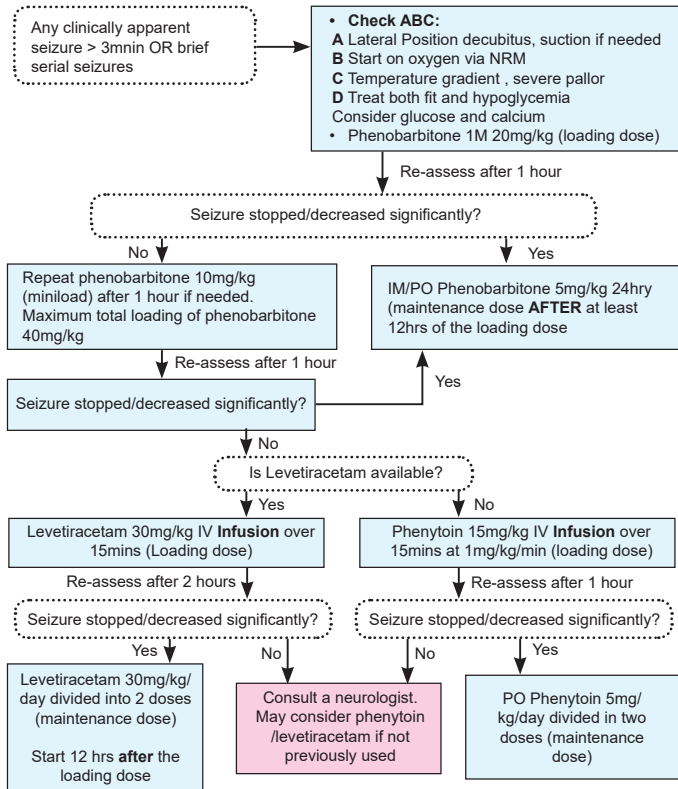 Any clinically apparent
seizure > 3mnin OR brief
serial seizures
• Check ABC:
A Lateral Position decubitus, suction if needed
B Start on oxygen via NRM
C Temperature gradient , severe pallor
D Treat both fit and hypoglycemia
Consider glucose and calcium
• Phenobarbitone 1M 20mg/kg (loading dose)
Re-assess after 1 hour
Seizure stopped/decreased significantly?
No
Yes
Repeat phenobarbitone 10mg/kg
(miniload) after 1 hour if needed.
Maximum total loading of phenobarbitone
40mg/kg
IM/PO Phenobarbitone 5mg/kg 24hry
(maintenance dose AFTER at least
12hrs of the loading dose
Re-assess after 1 hour
Yes
Seizure stopped/decreased significantly?
No
Is Levetiracetam available?
Yes
No
Levetiracetam 30mg/kg IV Infusion over
15mins (Loading dose)
Phenytoin 15mg/kg IV Infusion over
15mins at 1mg/kg/min (loading dose)
Re-assess after 2 hours
Re-assess after 1 hour
Seizure stopped/decreased significantly?
Seizure stopped/decreased significantly?
Yes
No
No
Yes
Levetiracetam 30mg/kg/
day divided into 2 doses
(maintenance dose)
Start 12 hrs after the
loading dose
Consult a neurologist.
May consider phenytoin
/levetiracetam if not
previously used
PO Phenytoin 5mg/
kg/day divided in two
doses (maintenance
dose)